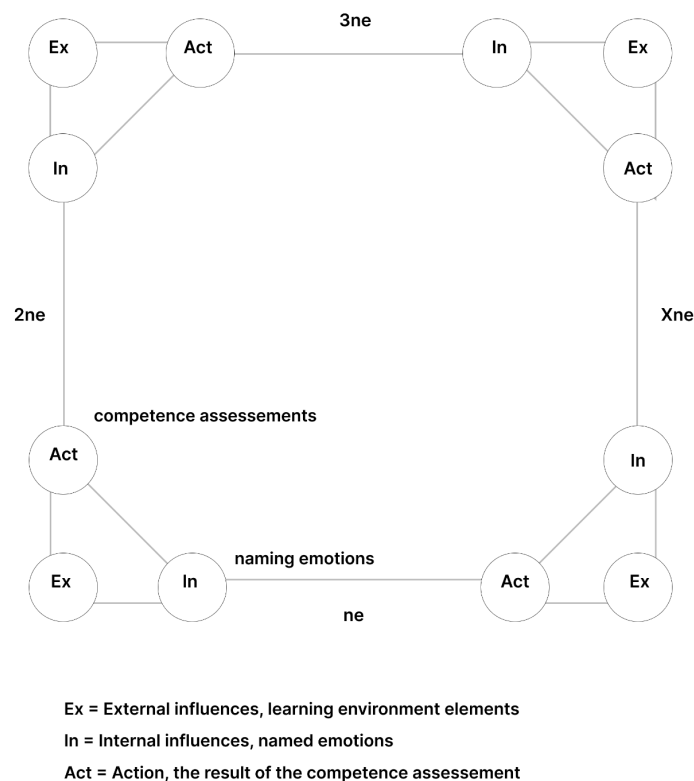 3ne
Ex Act In Ex
In Act
2ne Xne
competence assessements
Act In
naming emotions
Ex In Act Ex
ne
Ex = External influences, learning environment elements
In = Internal influences, named emotions
Act = Action, the result of the competence assessement